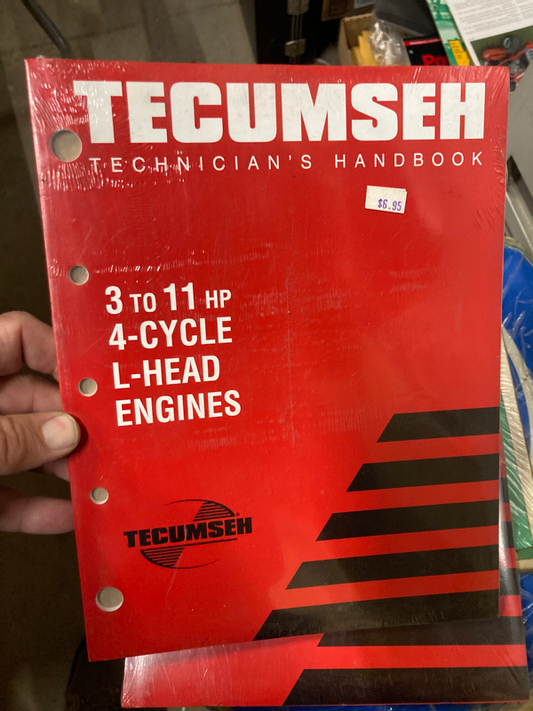 TECUMSEH
TECHNICIAN'S HANDBOOK
$6.95
3 TO 11 HP
4-CYCLE
L-HEAD
ENGINES
TECUMSEH